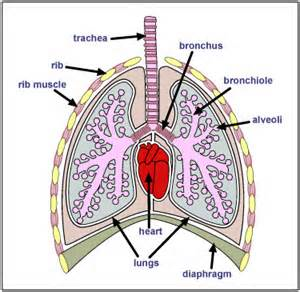 trachea
bronchus
rib
rib muscle
bronchiole
alveoli
heart
lungs
diaphragm